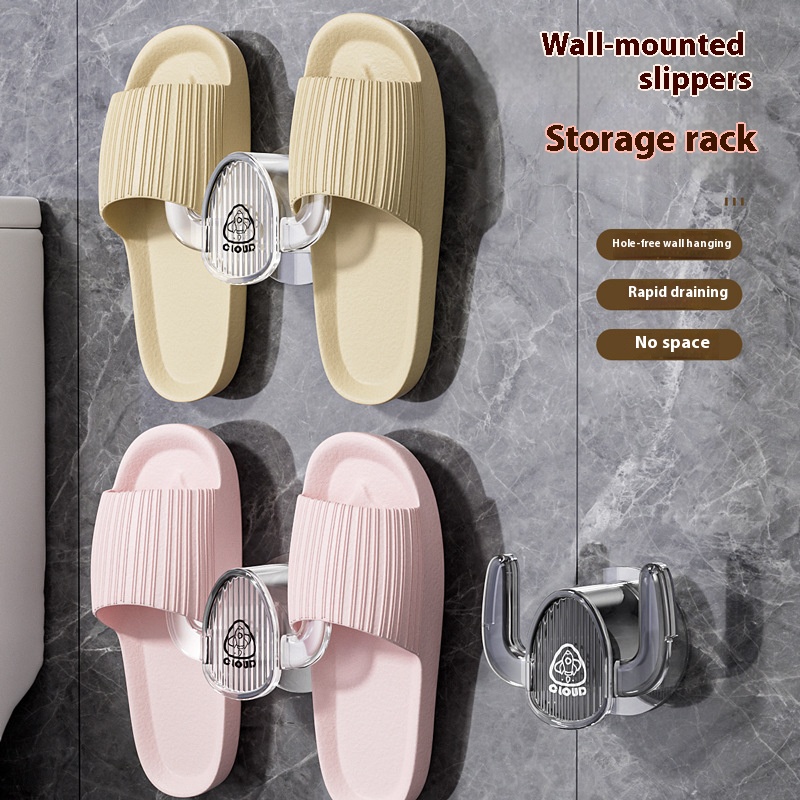 Wall-mounted
slippers
Storage rack
Hole-free wall hanging
Rapid draining
No space
CLOUD
CLOUD
CLOUD